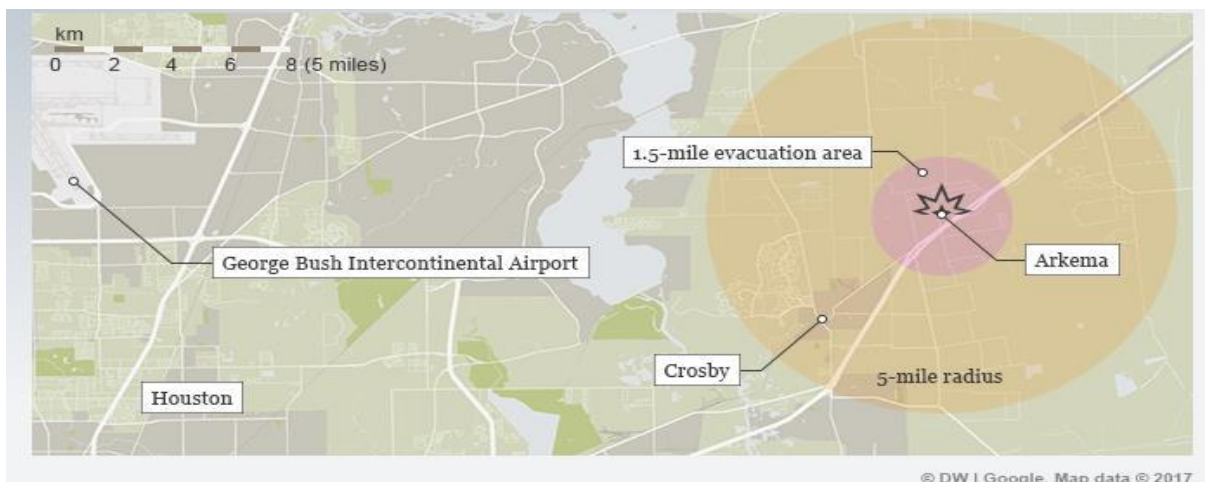 km
0 2 4 6 8 (5 miles)
1.5-mile evacuation area
George Bush Intercontinental Airport
Arkema
Crosby
5-mile radius
Houston
© DW | Google, Map data © 2017